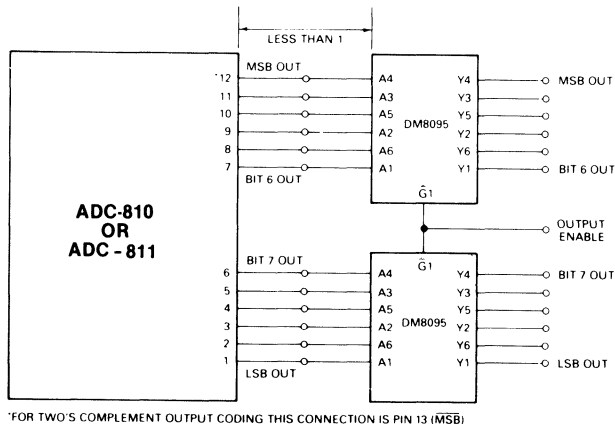 LESS THAN 1
MSB OUT
*12 A4 Y4 MSB OUT
11 A3 Y3
10 A5 Y5
DM8095
9 A2 Y2
8 A6 Y6
7 A1 Y1 BIT 6 OUT
BIT 6 OUT
G̅1
ADC-810
OR
ADC - 811
OUTPUT
ENABLE
BIT 7 OUT
G̅1
6 A4 Y4 BIT 7 OUT
5 A3 Y3
4 A5 Y5
DM8095
3 A2 Y2
2 A6 Y6
1 A1 Y1 LSB OUT
LSB OUT
*FOR TWO'S COMPLEMENT OUTPUT CODING THIS CONNECTION IS PIN 13 (M̅S̅B̅)